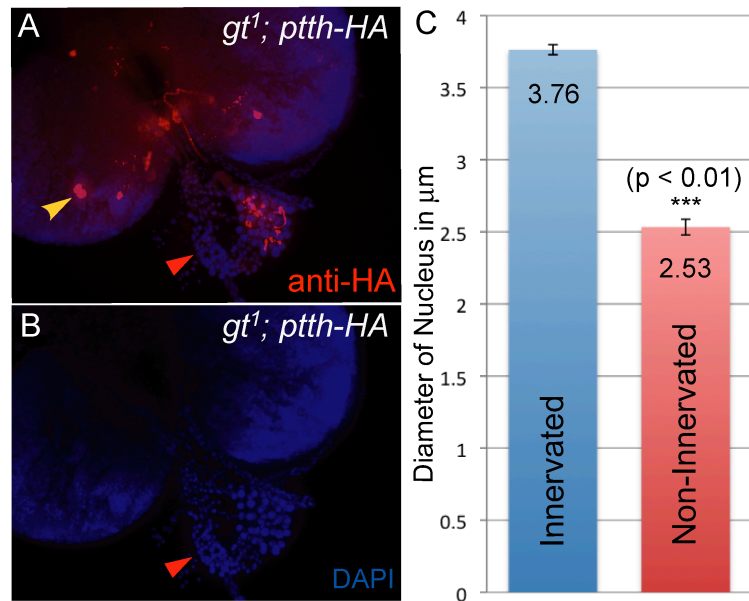 A
gt1; ptth-HA
anti-HA
B
gt1; ptth-HA
DAPI
C
Diameter of Nucleus in μm
4
3.5
3
2.5
2
1.5
1
0.5
0
3.76
Innervated
(p < 0.01)
***
2.53
Non-Innervated